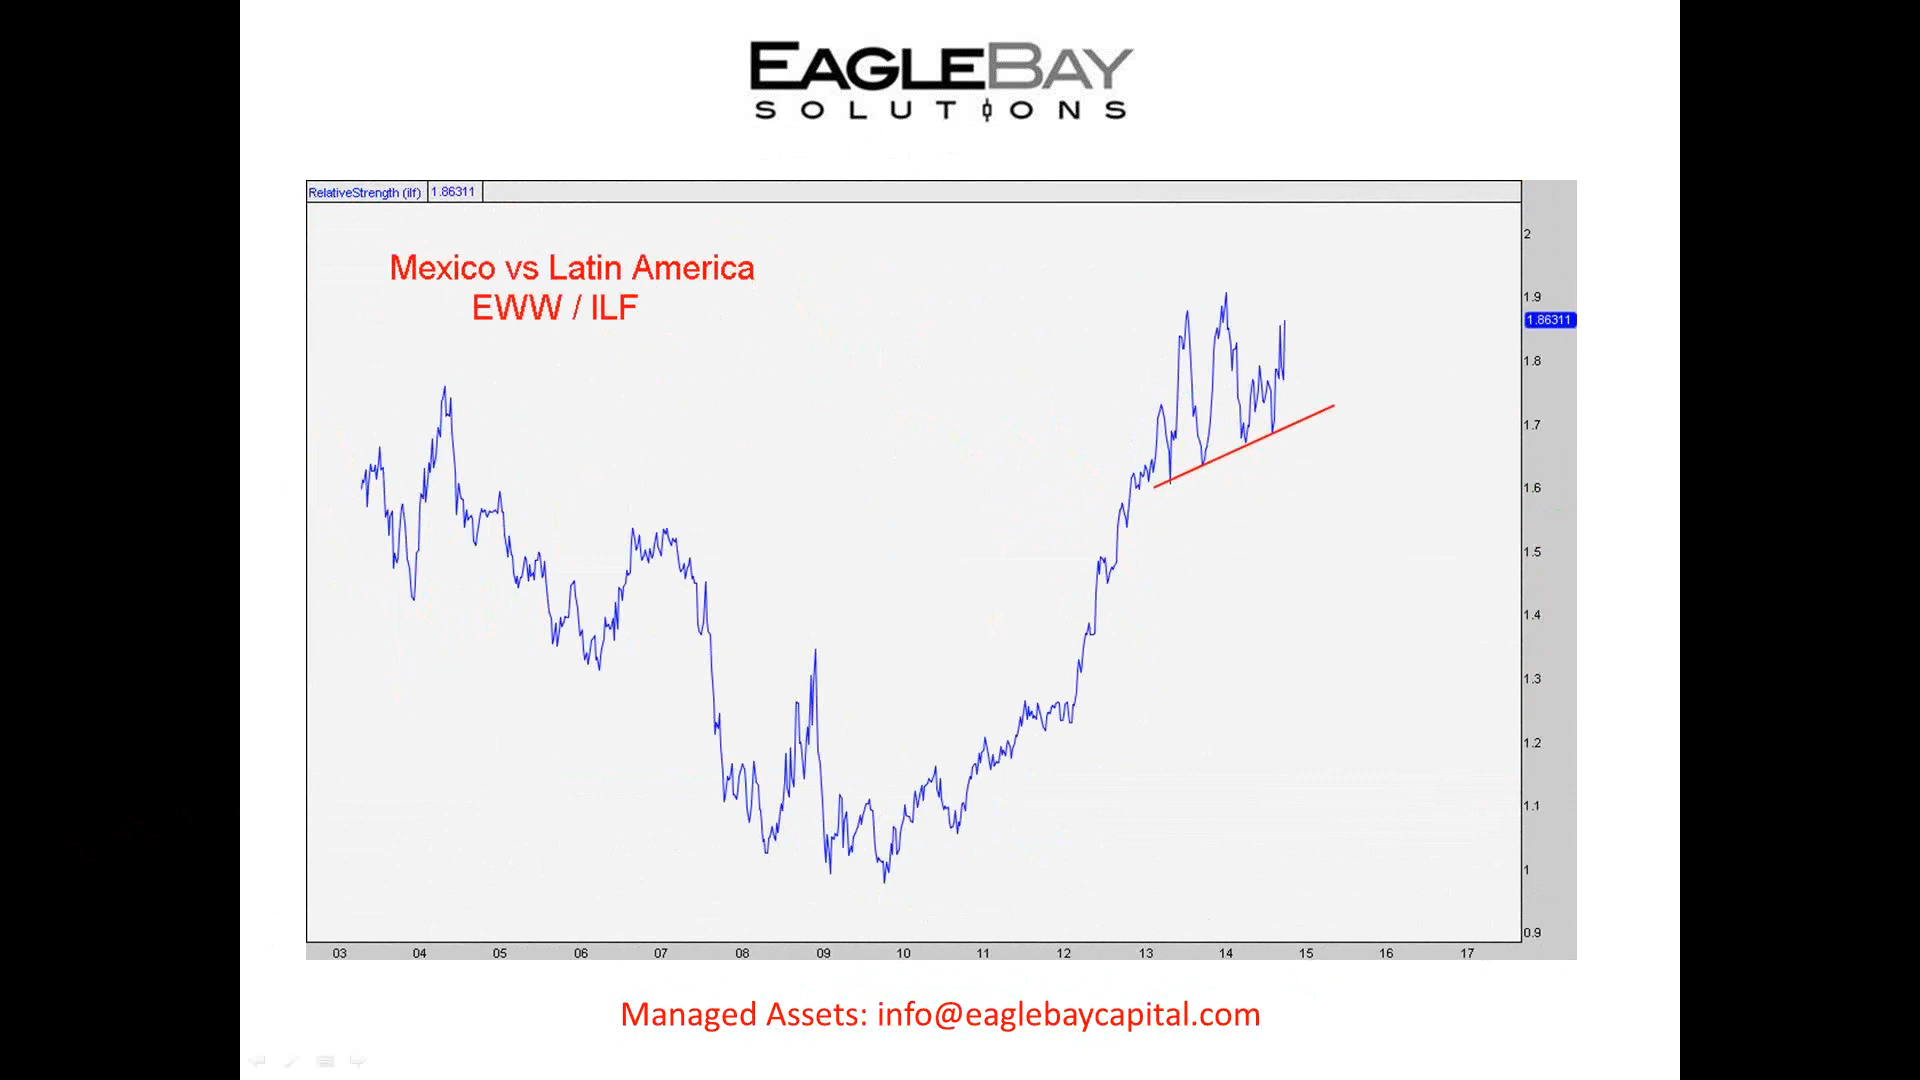 EAGLEBAY
SOLUTIONS
RelativeStrength (ilf) 1.86311
Mexico vs Latin America
EWW / ILF
2
1.9
1.86311
1.8
1.7
1.6
1.5
1.4
1.3
1.2
1.1
1
0.9
03 04 05 06 07 08 09 10 11 12 13 14 15 16 17
Managed Assets: info@eaglebaycapital.com